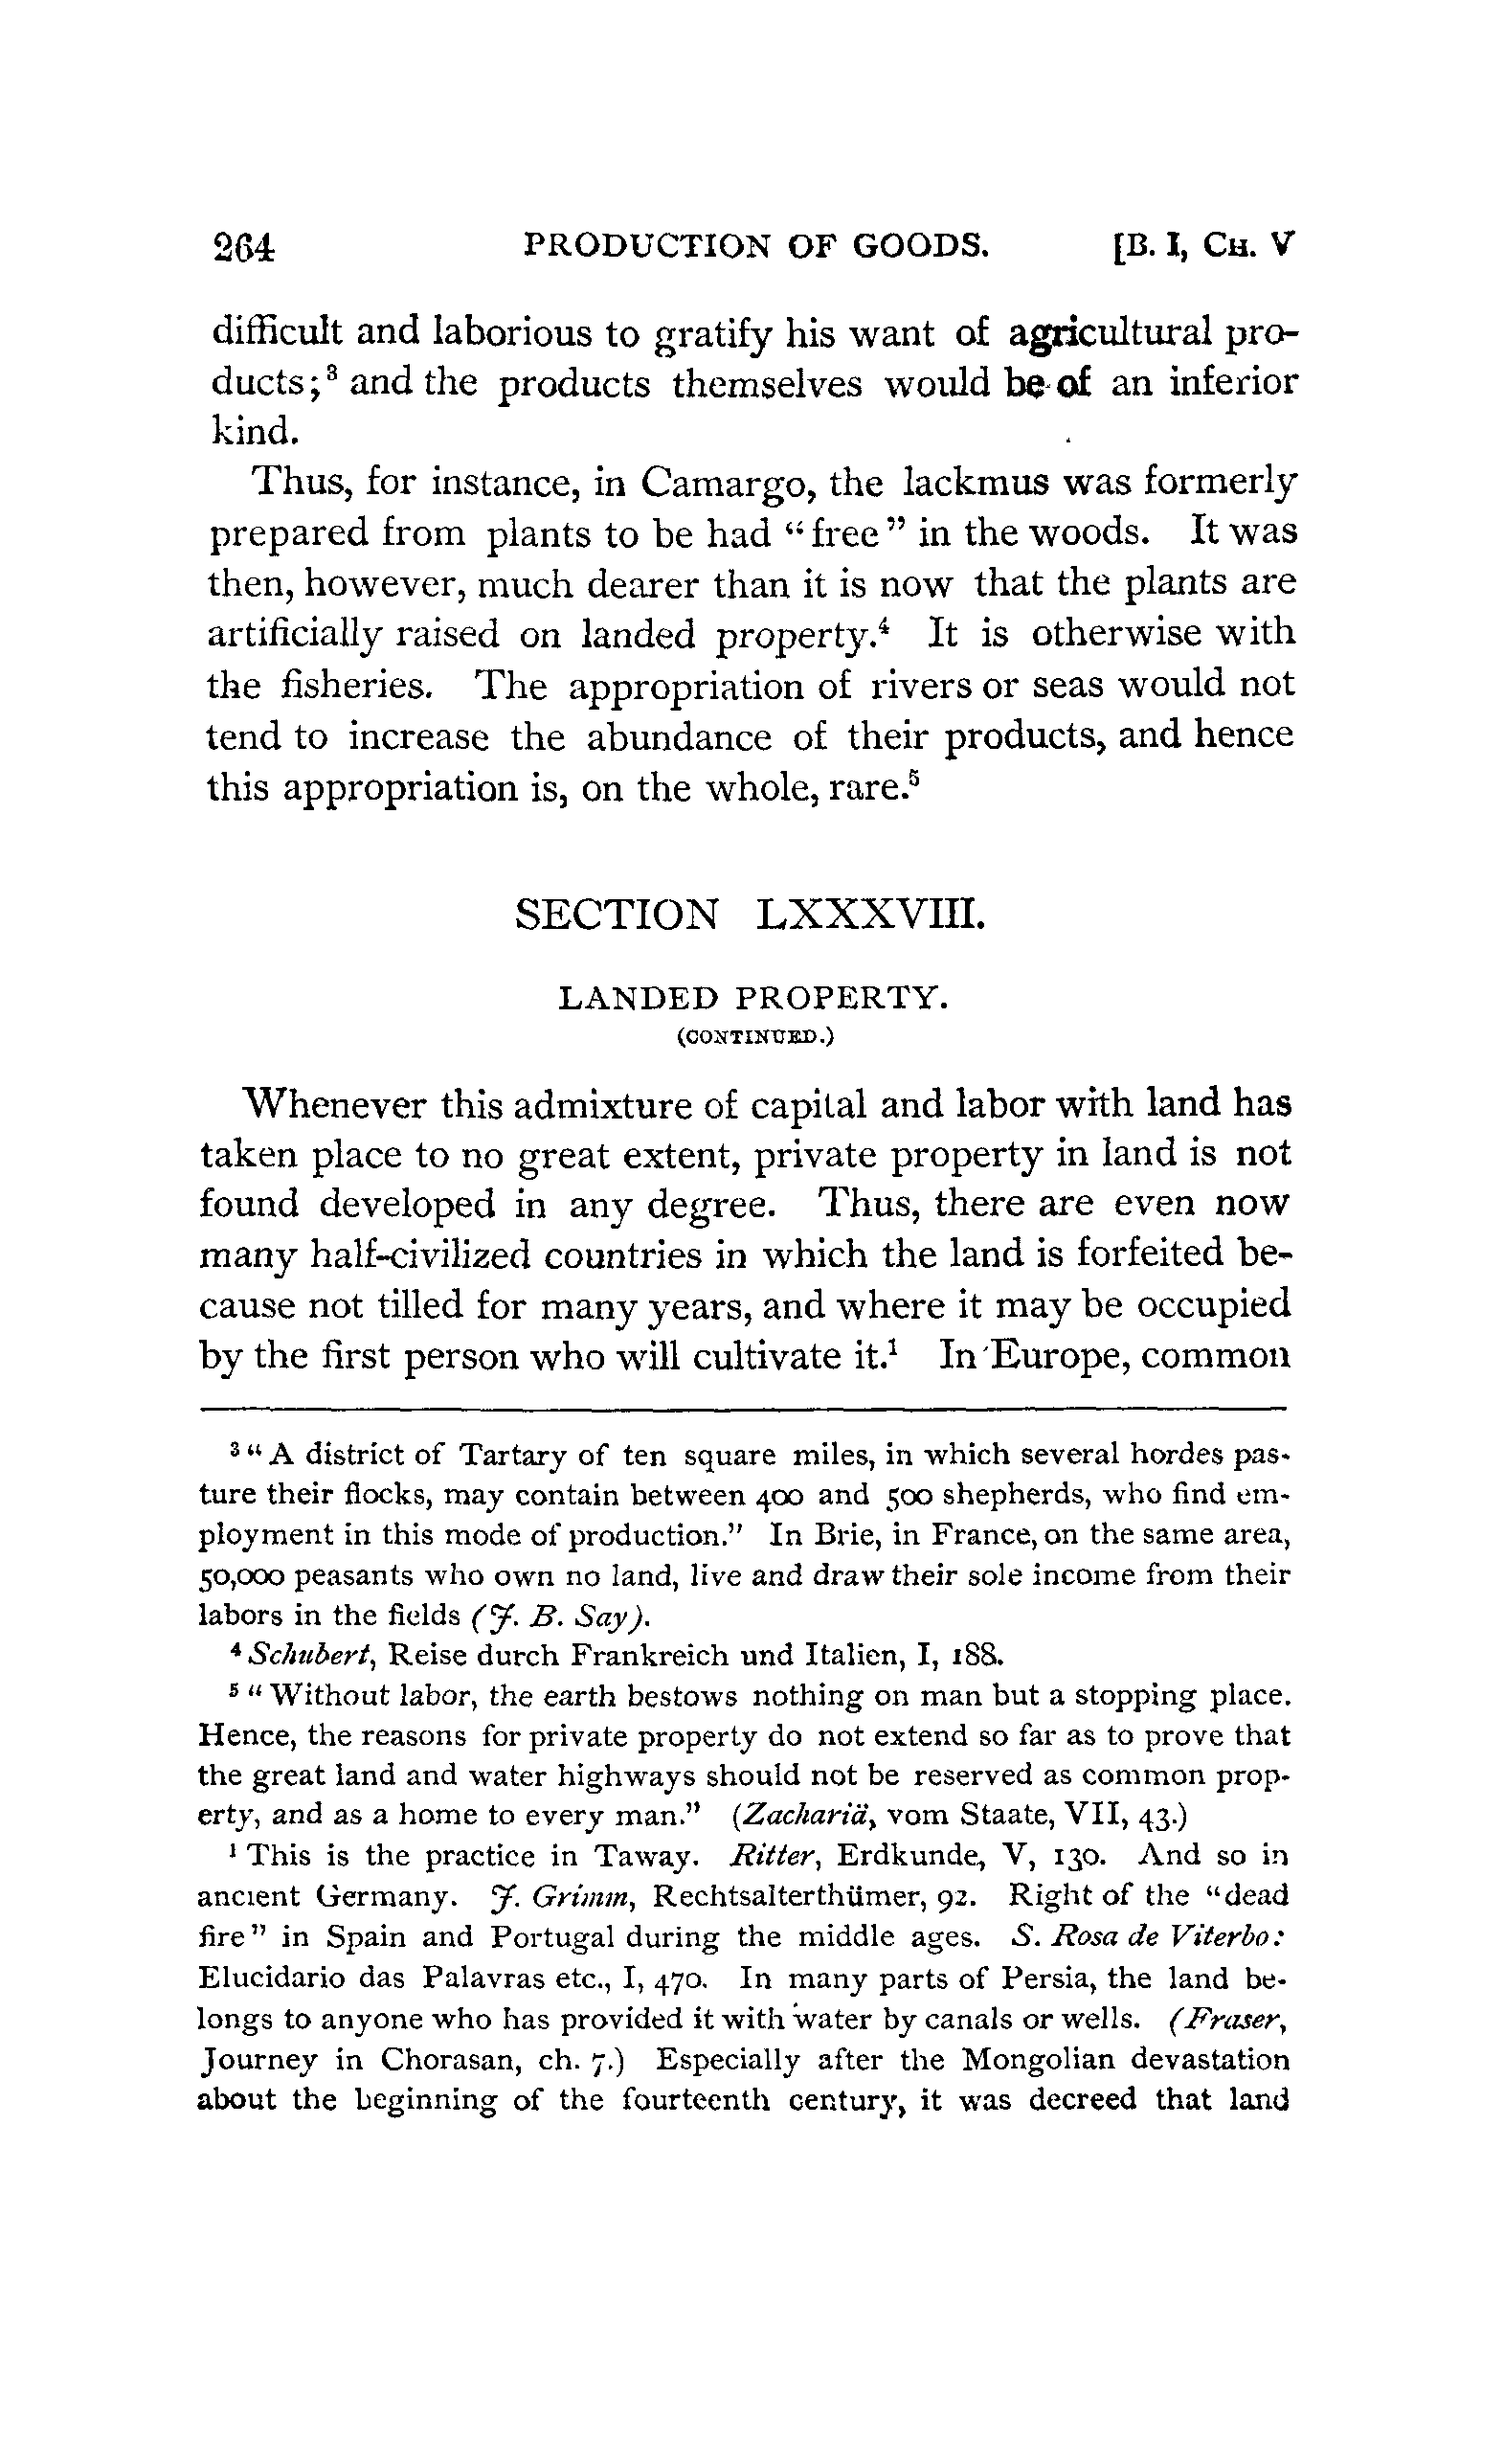 264 PRODUCTION OF GOODS. [B. I, CH. V
difficult and laborious to gratify his want of agricultural pro-
ducts;³ and the products themselves would be of an inferior
kind.
Thus, for instance, in Camargo, the lackmus was formerly
prepared from plants to be had “free” in the woods. It was
then, however, much dearer than it is now that the plants are
artificially raised on landed property.⁴ It is otherwise with
the fisheries. The appropriation of rivers or seas would not
tend to increase the abundance of their products, and hence
this appropriation is, on the whole, rare.⁵
SECTION LXXXVIII.
LANDED PROPERTY.
(CONTINUED.)
Whenever this admixture of capital and labor with land has
taken place to no great extent, private property in land is not
found developed in any degree. Thus, there are even now
many half-civilized countries in which the land is forfeited be-
cause not tilled for many years, and where it may be occupied
by the first person who will cultivate it.¹ In Europe, common
³ “A district of Tartary of ten square miles, in which several hordes pas-
ture their flocks, may contain between 400 and 500 shepherds, who find em-
ployment in this mode of production.” In Brie, in France, on the same area,
50,000 peasants who own no land, live and draw their sole income from their
labors in the fields (J. B. Say).
⁴ Schubert, Reise durch Frankreich und Italien, I, 188.
⁵ “Without labor, the earth bestows nothing on man but a stopping place.
Hence, the reasons for private property do not extend so far as to prove that
the great land and water highways should not be reserved as common prop-
erty, and as a home to every man.” (Zachariä, vom Staate, VII, 43.)
¹ This is the practice in Taway. Ritter, Erdkunde, V, 130. And so in
ancient Germany. J. Grimm, Rechtsalterthümer, 92. Right of the “dead
fire” in Spain and Portugal during the middle ages. S. Rosa de Viterbo:
Elucidario das Palavras etc., I, 470. In many parts of Persia, the land be-
longs to anyone who has provided it with water by canals or wells. (Fraser,
Journey in Chorasan, ch. 7.) Especially after the Mongolian devastation
about the beginning of the fourteenth century, it was decreed that land